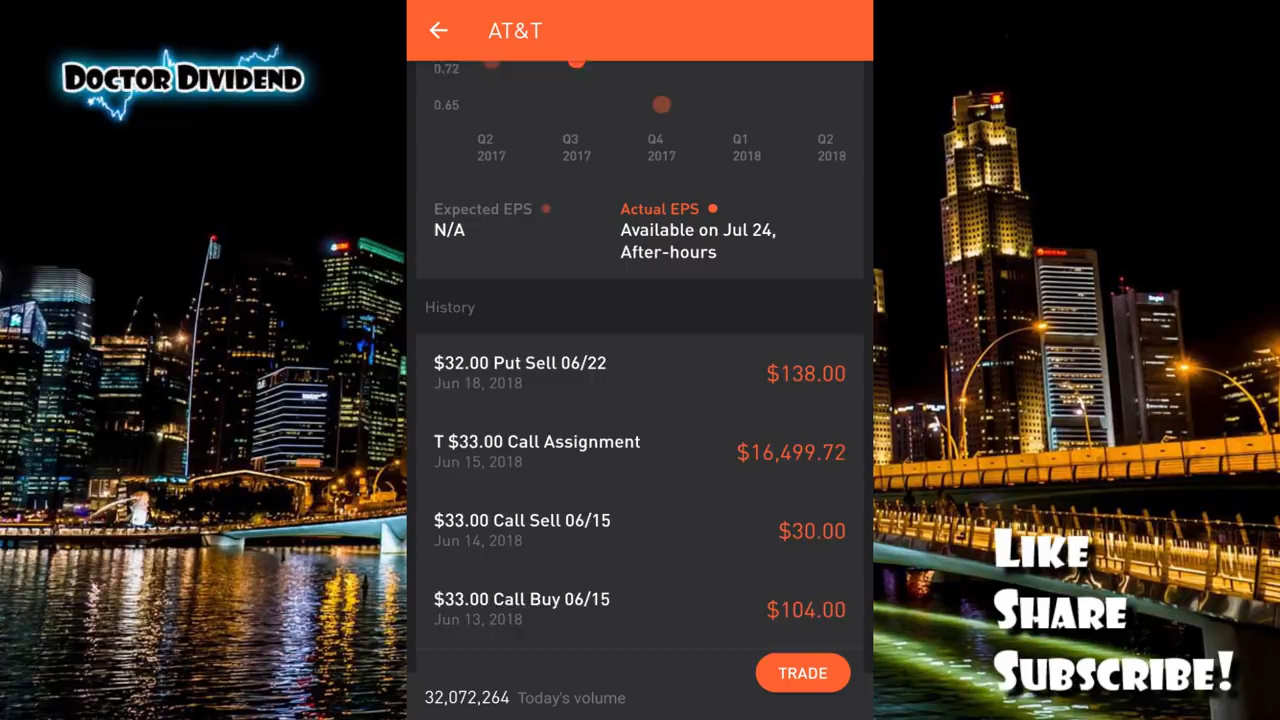 DOCTOR DIVIDEND
AT&T
0.72
0.65
Q2 Q3 Q4 Q1 Q2
2017 2017 2017 2018 2018
Expected EPS
N/A
Actual EPS
Available on Jul 24,
After-hours
History
$32.00 Put Sell 06/22
Jun 18, 2018
$138.00
T $33.00 Call Assignment
Jun 15, 2018
$16,499.72
$33.00 Call Sell 06/15
Jun 14, 2018
$30.00
$33.00 Call Buy 06/15
Jun 13, 2018
$104.00
TRADE
32,072,264 Today's volume
LIKE
SHARE
SUBSCRIBE!